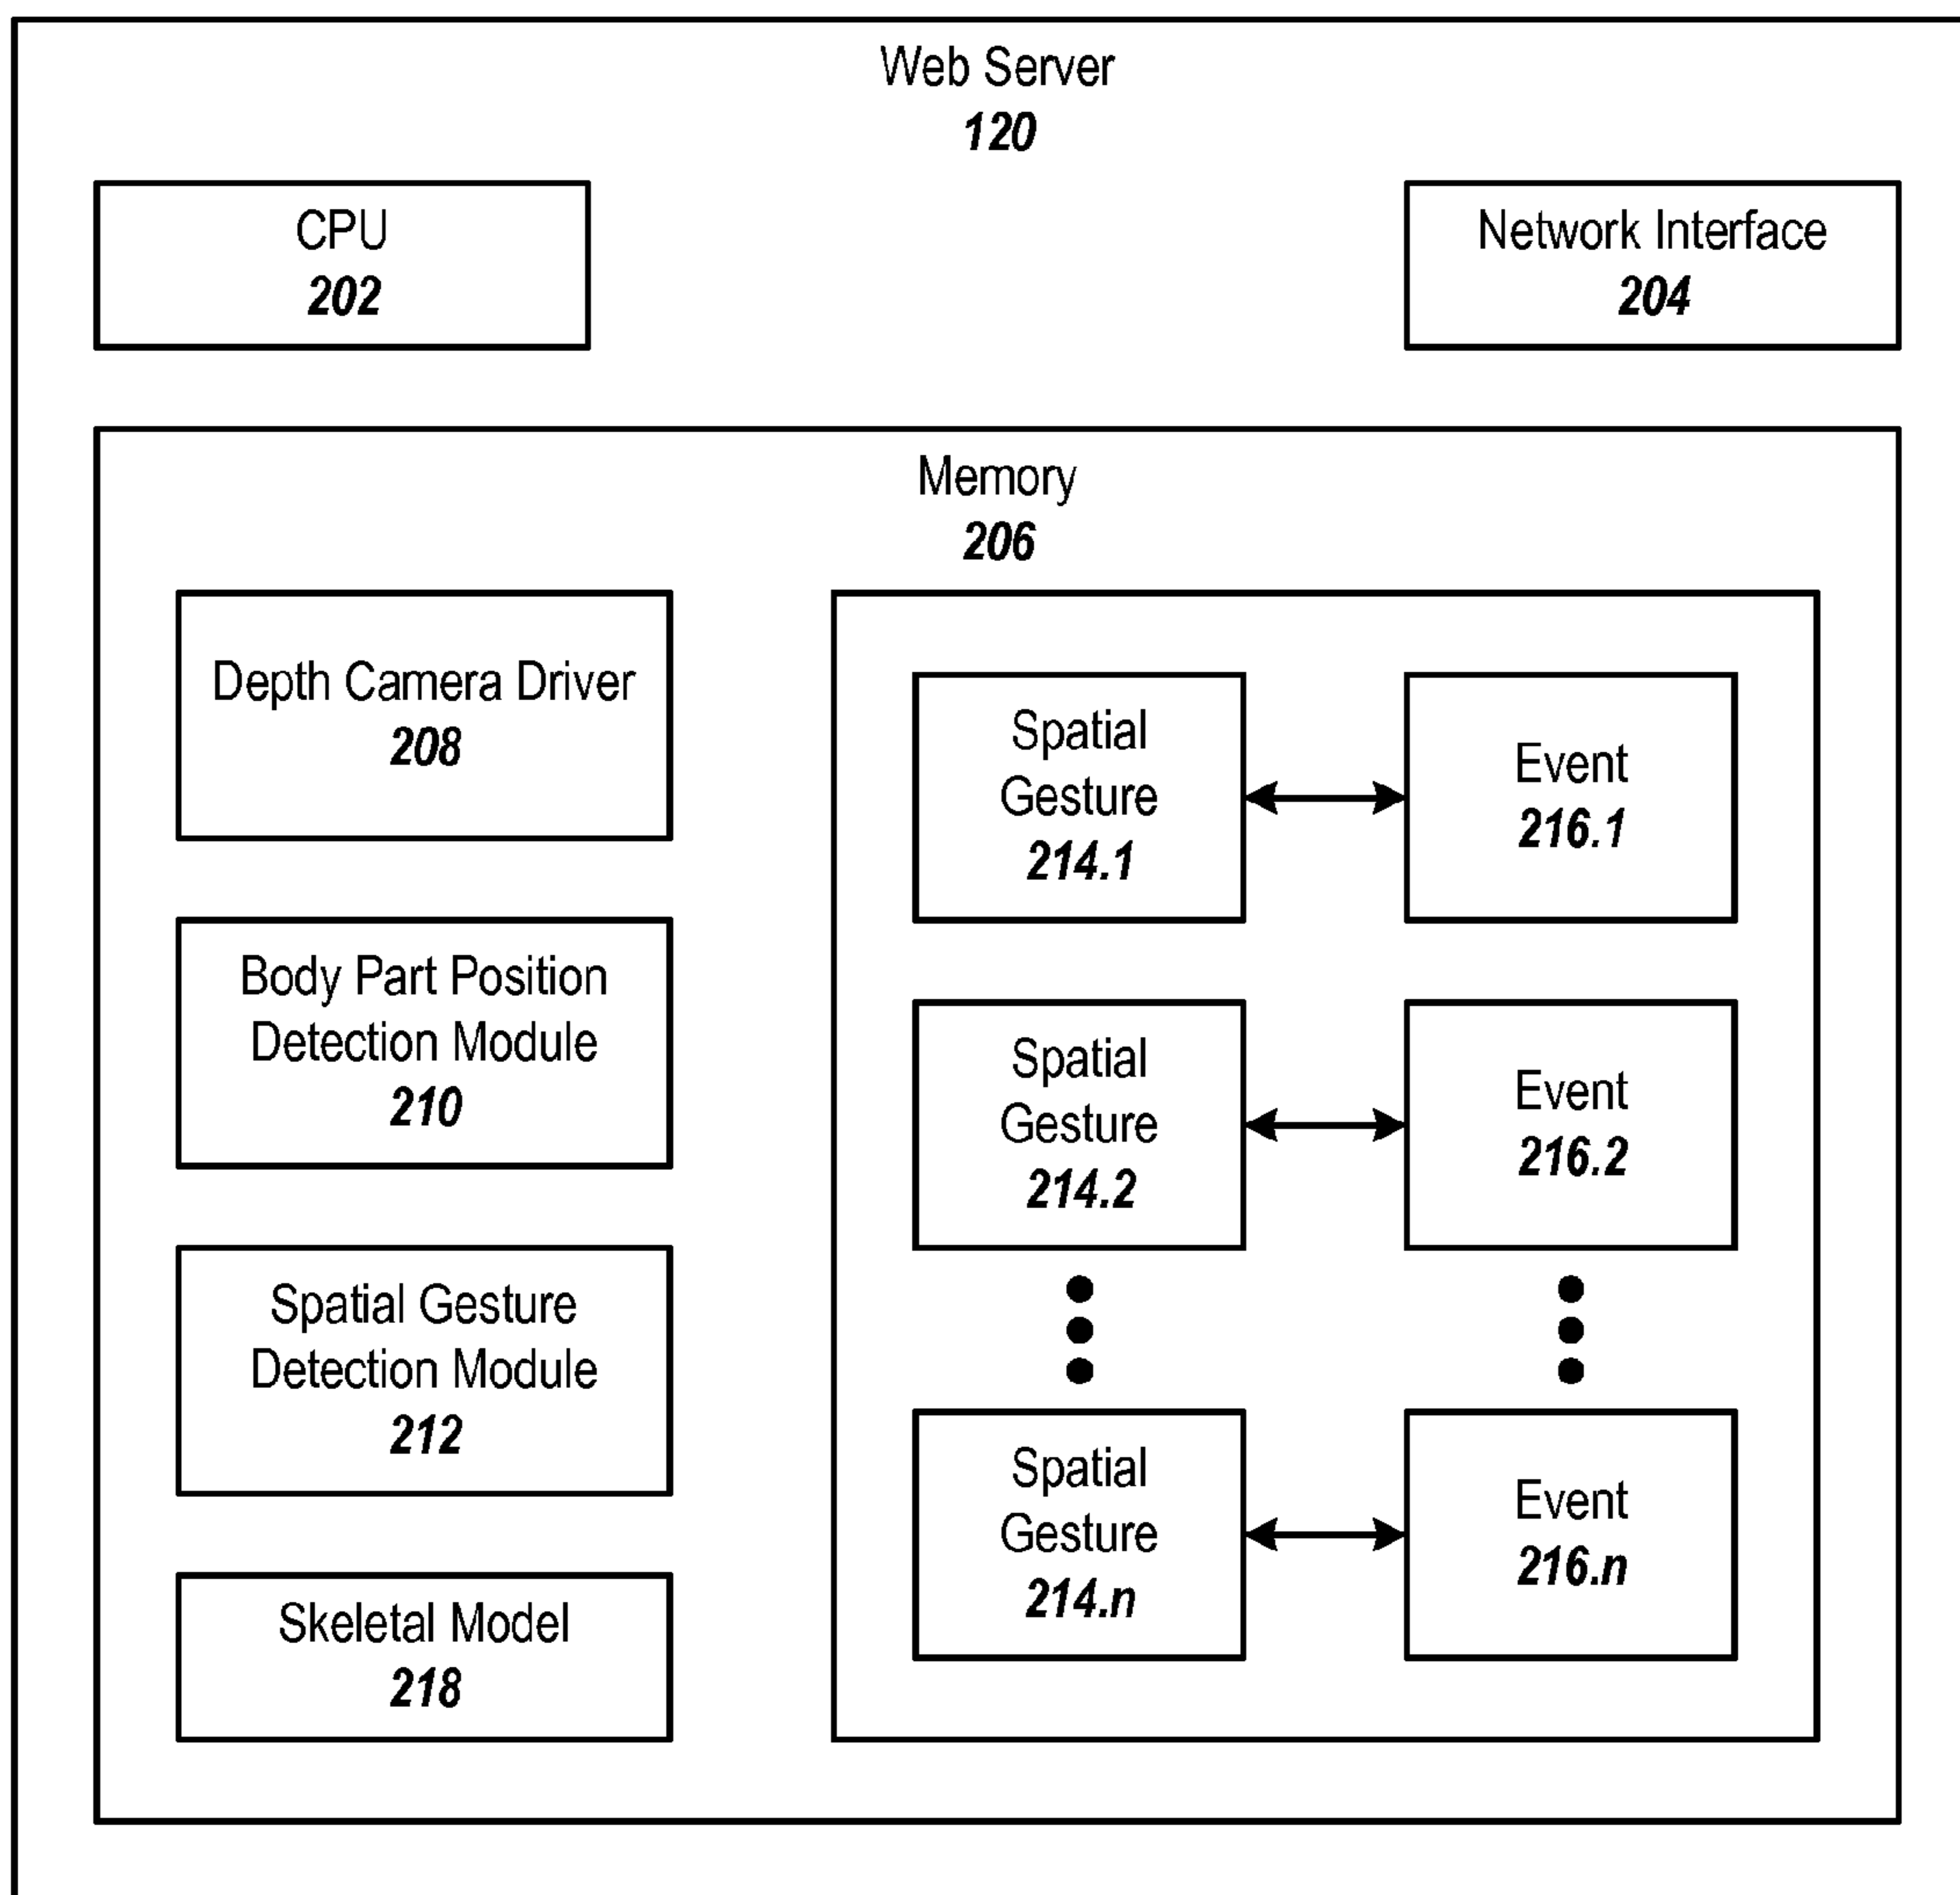 Web Server
120
CPU
202
Network Interface
204
Memory
206
Depth Camera Driver
208
Body Part Position
Detection Module
210
Spatial Gesture
Detection Module
212
Skeletal Model
218
Spatial
Gesture
214.1
Event
216.1
Spatial
Gesture
214.2
Event
216.2
Spatial
Gesture
214.n
Event
216.n